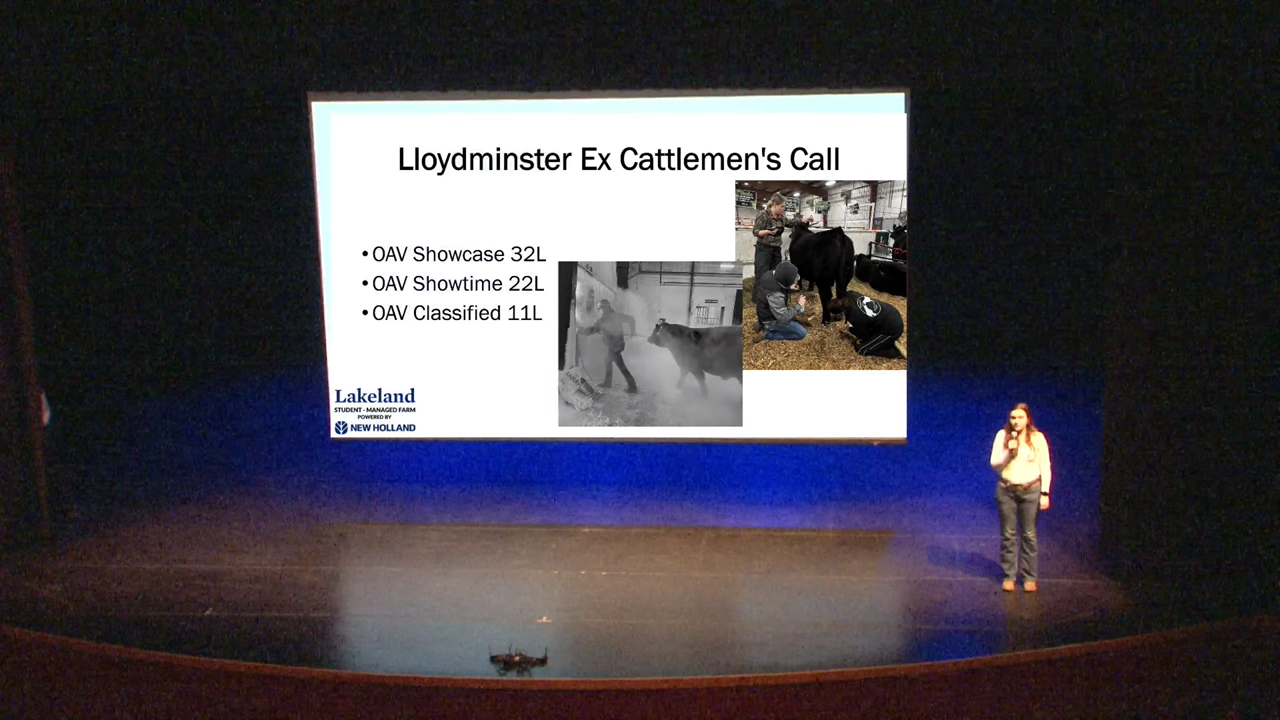 Lloydminster Ex Cattlemen's Call
• OAV Showcase 32L
• OAV Showtime 22L
• OAV Classified 11L
Lakeland
STUDENT - MANAGED FARM
POWERED BY
NEW HOLLAND